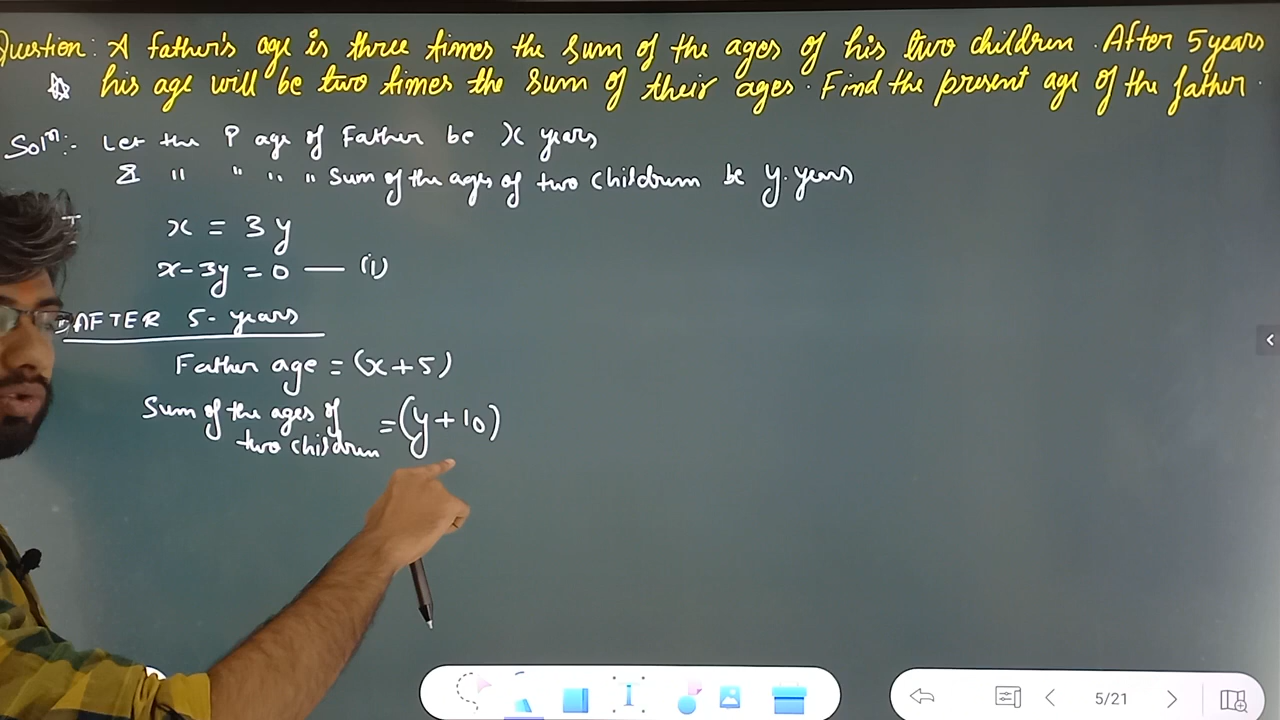 Question: A father's age is three times the sum of the ages of his two children. After 5 years
his age will be two times the sum of their ages. Find the present age of the father.
Solⁿ:- Let the P age of Father be x years
& " " " " Sum of the ages of two childrum be y years
x = 3y
x-3y = 0 — (i)
AFTER 5- years
Father age = (x+5)
Sum of the ages of
two children = (y+10)
5/21